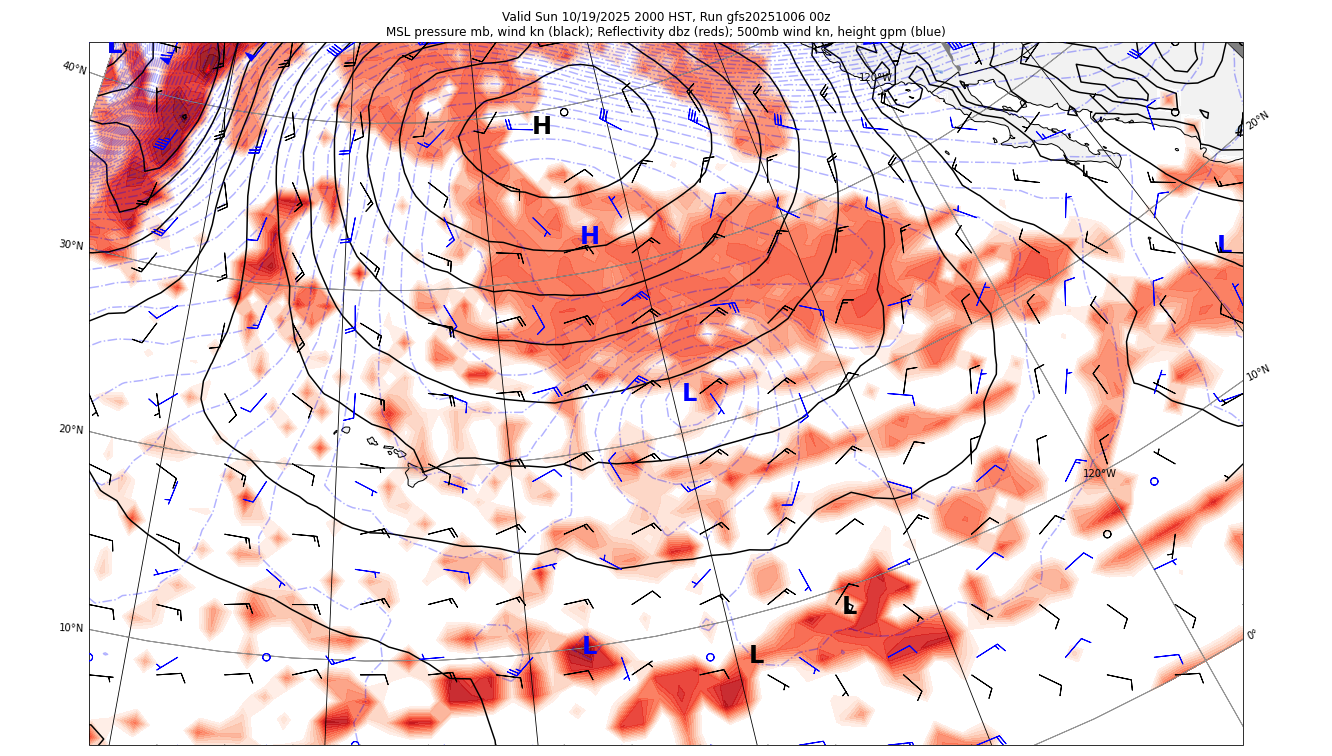 Valid Sun 10/19/2025 2000 HST, Run gfs20251006 00z
MSL pressure mb, wind kn (black); Reflectivity dbz (reds); 500mb wind kn, height gpm (blue)
L
40°N
120°W
20°N
H
30°N
H
L
10°N
L
20°N
120°W
L
10°N
L
L
0°